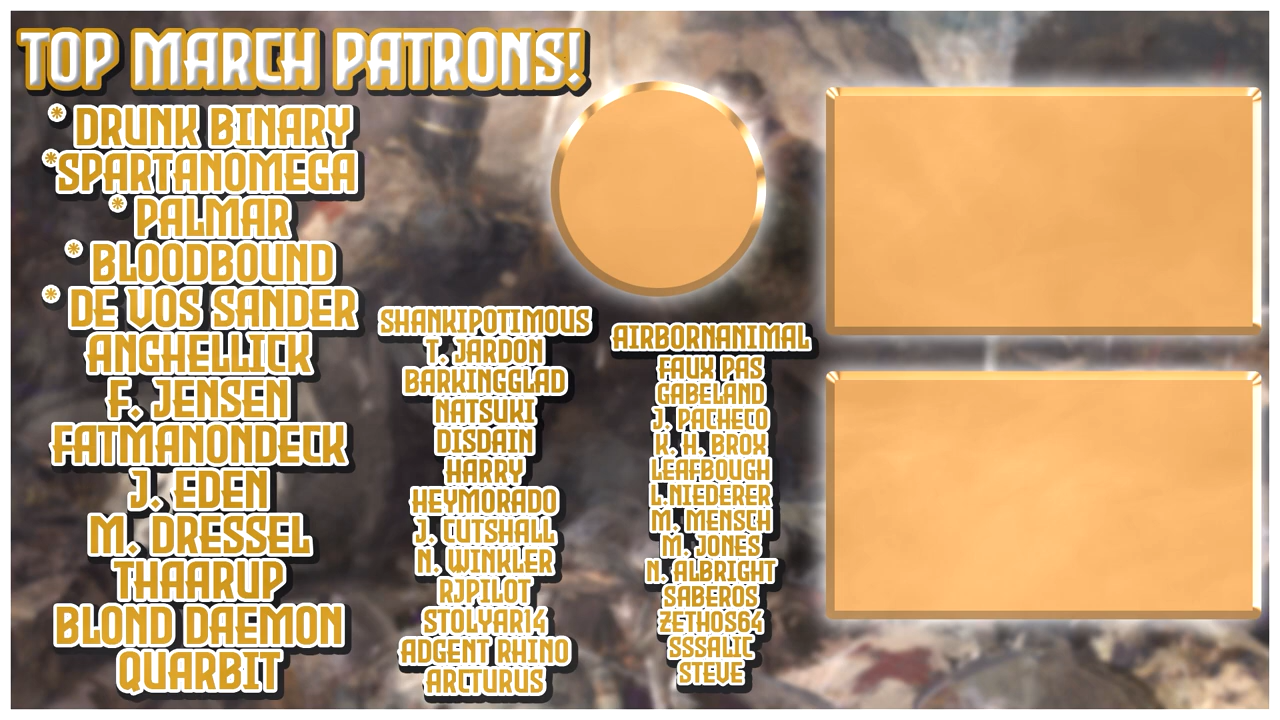 TOP MARCH PATRONS!
* DRUNK BINARY
*SPARTANOMEGA
* PALMAR
* BLOODBOUND
* DE VOS SANDER
ANGHELLICK
F. JENSEN
FATMANONDECK
J. EDEN
M. DRESSEL
THAARUP
BLOND DAEMON
QUARBIT
SHANKIPOTIMOUS
T. JARDON
BARKINGGLAD
NATSUKI
DISDAIN
HARRY
HEYMORADO
J. CUTSHALL
N. WINKLER
RJPILOT
STOLYAR14
ADGENT RHINO
ARCTURUS
AIRBORNANIMAL
FAUX PAS
GABELAND
J. PACHECO
K. H. BROX
LEAFBOUGH
L.NIEDERER
M. MENSCH
M. JONES
N. ALBRIGHT
SABEROS
ZETHOS64
SSSALIC
STEVE